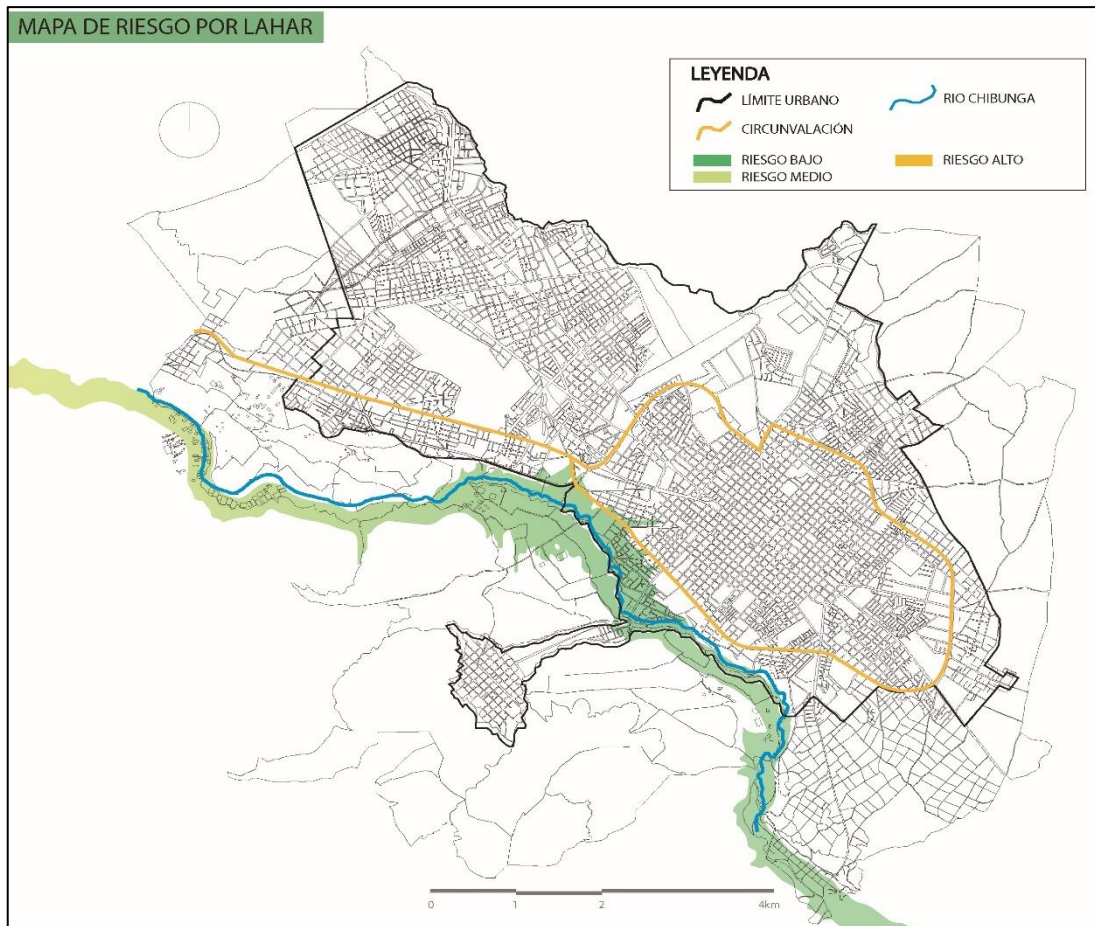 MAPA DE RIESGO POR LAHAR
LEYENDA
LÍMITE URBANO
RIO CHIBUNGA
CIRCUNVALACIÓN
RIESGO BAJO
RIESGO ALTO
RIESGO MEDIO
0 1 2 4km